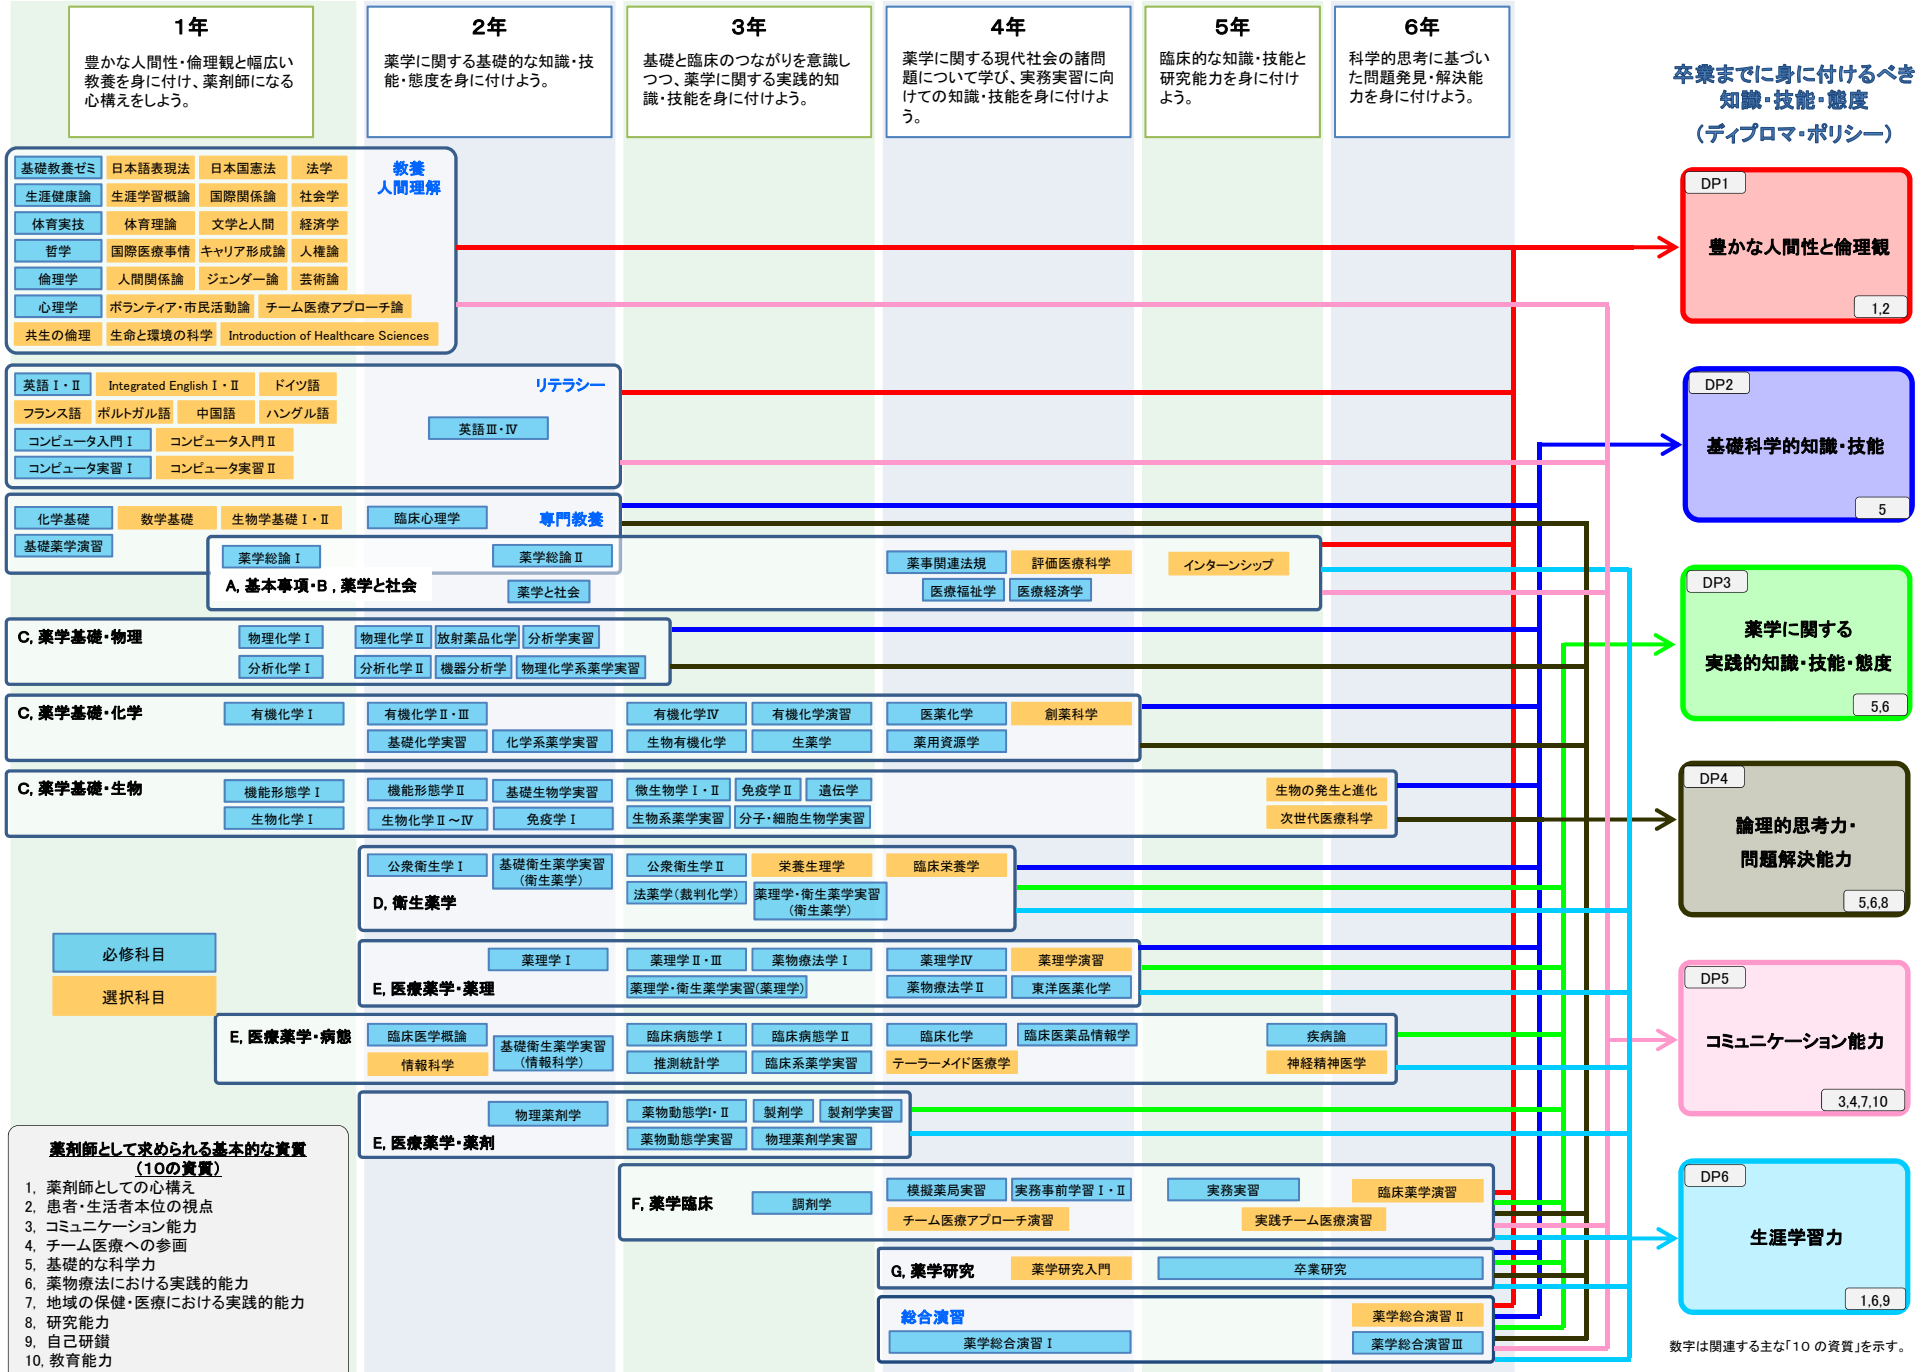 1年
豊かな人間性・倫理観と幅広い
教養を身に付け、薬剤師になる
心構えをしよう。
2年
薬学に関する基礎的な知識・技
能・態度を身に付けよう。
3年
基礎と臨床のつながりを意識し
つつ、薬学に関する実践的知
識・技能を身に付けよう。
4年
薬学に関する現代社会の諸問
題について学び、実務実習に向
けての知識・技能を身に付けよ
う。
5年
臨床的な知識・技能と
研究能力を身に付け
よう。
6年
科学的思考に基づい
た問題発見・解決能
力を身に付けよう。
卒業までに身に付けるべき
知識・技能・態度
（ディプロマ・ポリシー）
教養
人間理解
基礎教養ゼミ 日本語表現法 日本国憲法 法学
生涯健康論 生涯学習概論 国際関係論 社会学
体育実技 体育理論 文学と人間 経済学
哲学 国際医療事情 キャリア形成論 人権論
倫理学 人間関係論 ジェンダー論 芸術論
心理学 ボランティア・市民活動論 チーム医療アプローチ論
共生の倫理 生命と環境の科学 Introduction of Healthcare Sciences
リテラシー
英語Ⅰ・Ⅱ Integrated EnglishⅠ・Ⅱ ドイツ語
フランス語 ポルトガル語 中国語 ハングル語
コンピュータ入門Ⅰ コンピュータ入門Ⅱ 英語Ⅲ・Ⅳ
コンピュータ実習Ⅰ コンピュータ実習Ⅱ
専門教養
化学基礎 数学基礎 生物学基礎Ⅰ・Ⅱ 臨床心理学
基礎薬学演習
薬学総論Ⅰ 薬学総論Ⅱ 薬事関連法規 評価医療科学 インターンシップ
A, 基本事項・B , 薬学と社会 薬学と社会 医療福祉学 医療経済学
C, 薬学基礎・物理 物理化学Ⅰ 物理化学Ⅱ 放射薬品化学 分析学実習
分析化学Ⅰ 分析化学Ⅱ 機器分析学 物理化学系薬学実習
C, 薬学基礎・化学 有機化学Ⅰ 有機化学Ⅱ・Ⅲ 有機化学Ⅳ 有機化学演習 医薬化学 創薬科学
基礎化学実習 化学系薬学実習 生物有機化学 生薬学 薬用資源学
C, 薬学基礎・生物 機能形態学Ⅰ 機能形態学Ⅱ 基礎生物学実習 微生物学Ⅰ・Ⅱ 免疫学Ⅱ 遺伝学 生物の発生と進化
生物化学Ⅰ 生物化学Ⅱ～Ⅳ 免疫学Ⅰ 生物系薬学実習 分子・細胞生物学実習 次世代医療科学
公衆衛生学Ⅰ 基礎衛生薬学実習
(衛生薬学) 公衆衛生学Ⅱ 栄養生理学 臨床栄養学
D, 衛生薬学 法薬学(裁判化学) 薬理学・衛生薬学実習
(衛生薬学)
必修科目
選択科目
薬理学Ⅰ 薬理学Ⅱ・Ⅲ 薬物療法学Ⅰ 薬理学Ⅳ 薬理学演習
E, 医療薬学・薬理 薬理学・衛生薬学実習(薬理学) 薬物療法学Ⅱ 東洋医薬化学
E, 医療薬学・病態 臨床医学概論 基礎衛生薬学実習
(情報科学) 臨床病態学Ⅰ 臨床病態学Ⅱ 臨床化学 臨床医薬品情報学 疾病論
情報科学 推測統計学 臨床系薬学実習 テーラーメイド医療学 神経精神医学
物理薬剤学 薬物動態学Ⅰ・Ⅱ 製剤学 製剤学実習
E, 医療薬学・薬剤 薬物動態学実習 物理薬剤学実習
F, 薬学臨床 調剤学 模擬薬局実習 実務事前学習Ⅰ・Ⅱ 実務実習 臨床薬学演習
チーム医療アプローチ演習 実践チーム医療演習
G, 薬学研究 薬学研究入門 卒業研究
総合演習 薬学総合演習Ⅱ
薬学総合演習Ⅰ 薬学総合演習Ⅲ
薬剤師として求められる基本的な資質
（10の資質）
1, 薬剤師としての心構え
2, 患者・生活者本位の視点
3, コミュニケーション能力
4, チーム医療への参画
5, 基礎的な科学力
6, 薬物療法における実践的能力
7, 地域の保健・医療における実践的能力
8, 研究能力
9, 自己研鑚
10, 教育能力
DP1
豊かな人間性と倫理観
1,2
DP2
基礎科学的知識・技能
5
DP3
薬学に関する
実践的知識・技能・態度
5,6
DP4
論理的思考力・
問題解決能力
5,6,8
DP5
コミュニケーション能力
3,4,7,10
DP6
生涯学習力
1,6,9
数字は関連する主な「10 の資質」を示す。